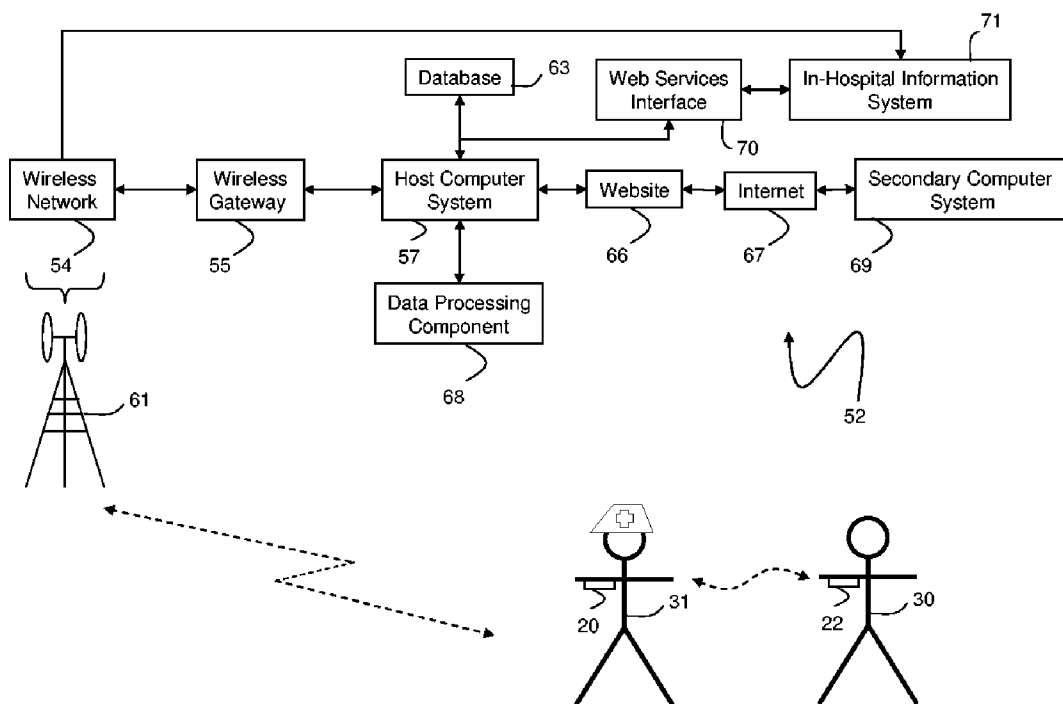 71
Database
63
Web Services
Interface
In-Hospital Information
System
70
Wireless
Network
Wireless
Gateway
Host Computer
System
Website
Internet
Secondary Computer
System
54
55
57
66
67
69
Data Processing
Component
68
61
52
20
31
22
30